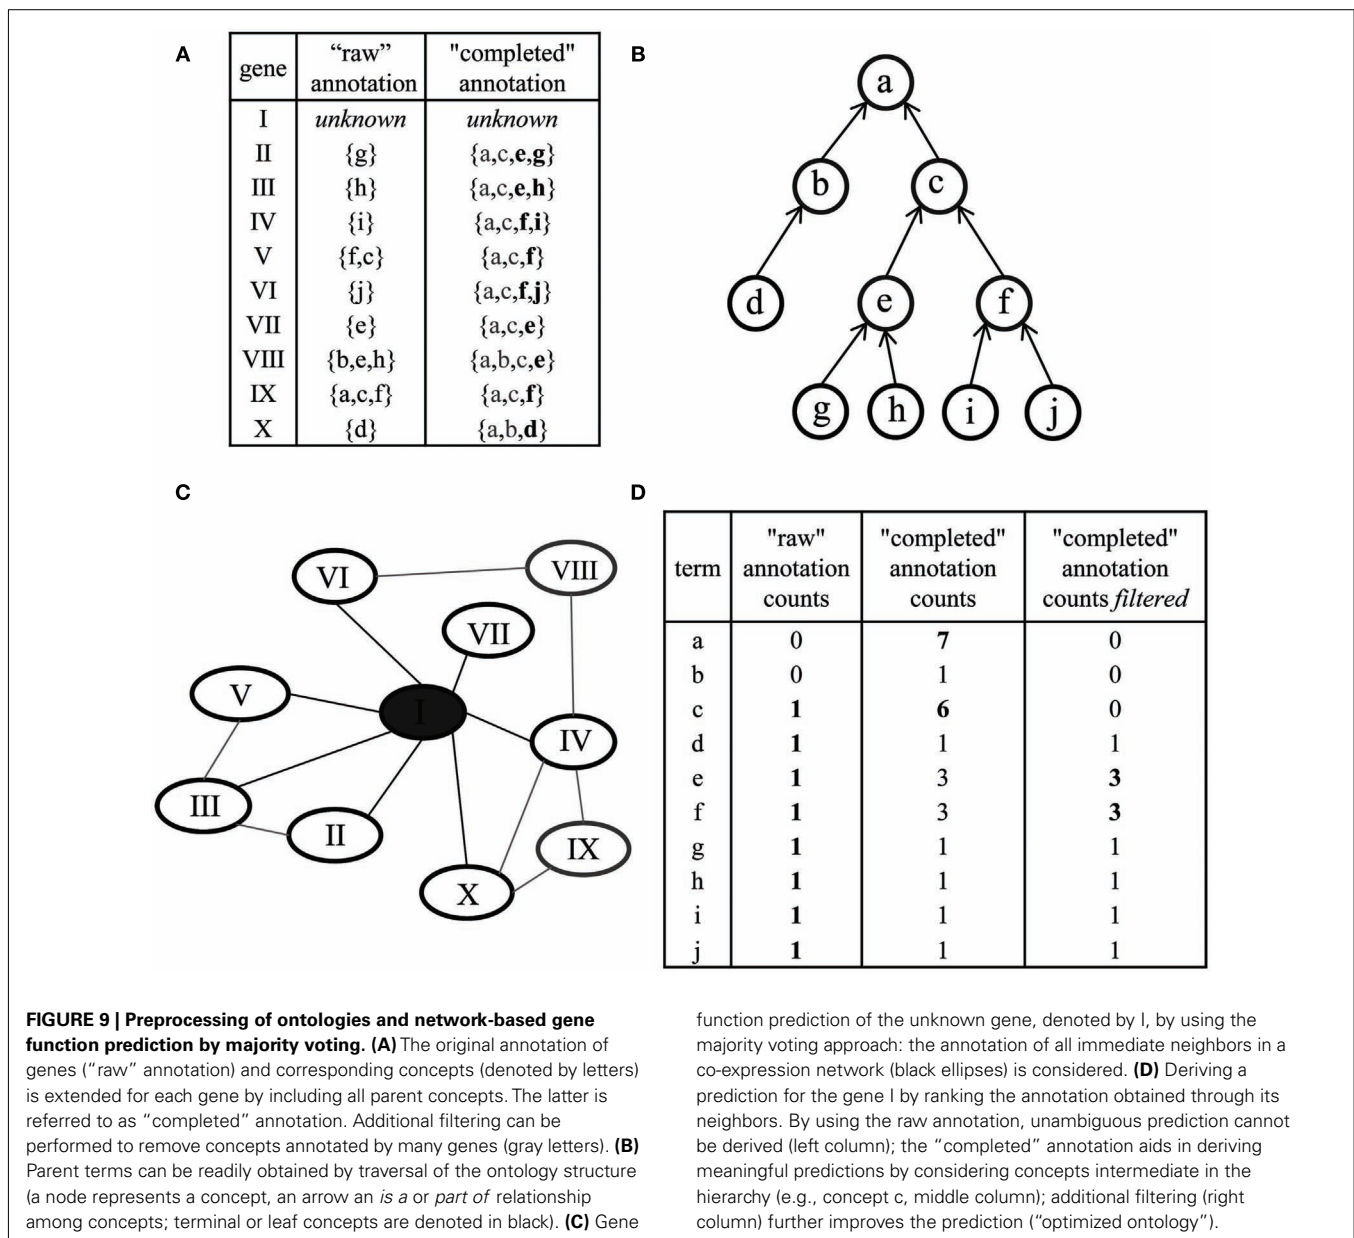 A
gene "raw" annotation "completed" annotation
I unknown unknown
II {g} {a,c,e,g}
III {h} {a,c,e,h}
IV {i} {a,c,f,i}
V {f,c} {a,c,f}
VI {j} {a,c,f,j}
VII {e} {a,c,e}
VIII {b,e,h} {a,b,c,e}
IX {a,c,f} {a,c,f}
X {d} {a,b,d}
B
a
b c
d e f
g h i j
C
VI VIII
VII
V I
IV
III II
IX
X
D
term "raw" annotation counts "completed" annotation counts "completed" annotation counts filtered
a 0 7 0
b 0 1 0
c 1 6 0
d 1 1 1
e 1 3 3
f 1 3 3
g 1 1 1
h 1 1 1
i 1 1 1
j 1 1 1
FIGURE 9 | Preprocessing of ontologies and network-based gene
function prediction by majority voting. (A) The original annotation of
genes ("raw" annotation) and corresponding concepts (denoted by letters)
is extended for each gene by including all parent concepts. The latter is
referred to as "completed" annotation. Additional filtering can be
performed to remove concepts annotated by many genes (gray letters). (B)
Parent terms can be readily obtained by traversal of the ontology structure
(a node represents a concept, an arrow an is a or part of relationship
among concepts; terminal or leaf concepts are denoted in black). (C) Gene
function prediction of the unknown gene, denoted by I, by using the
majority voting approach: the annotation of all immediate neighbors in a
co-expression network (black ellipses) is considered. (D) Deriving a
prediction for the gene I by ranking the annotation obtained through its
neighbors. By using the raw annotation, unambiguous prediction cannot
be derived (left column); the "completed" annotation aids in deriving
meaningful predictions by considering concepts intermediate in the
hierarchy (e.g., concept c, middle column); additional filtering (right
column) further improves the prediction ("optimized ontology").